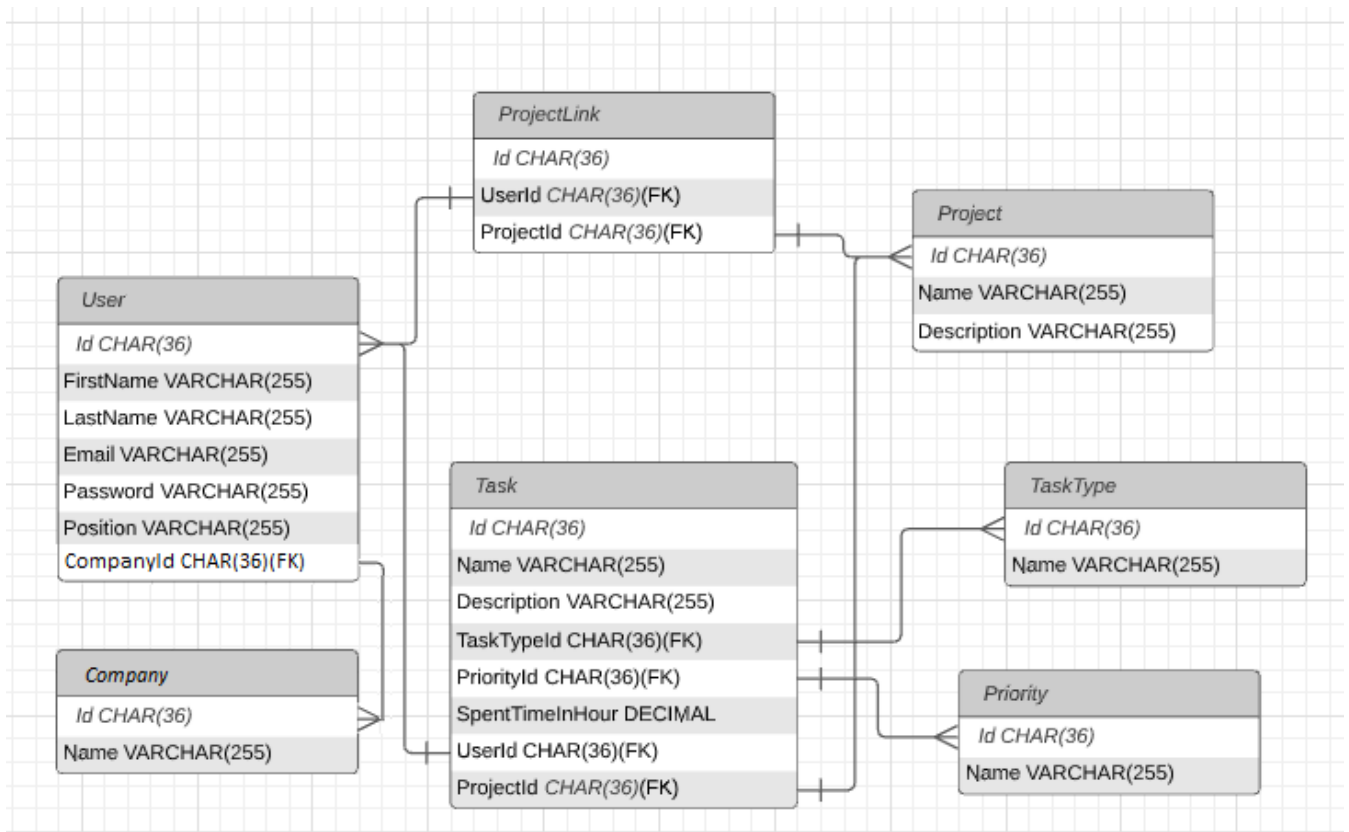 ProjectLink
Id CHAR(36)
UserId CHAR(36)(FK)
ProjectId CHAR(36)(FK)
Project
Id CHAR(36)
Name VARCHAR(255)
Description VARCHAR(255)
User
Id CHAR(36)
FirstName VARCHAR(255)
LastName VARCHAR(255)
Email VARCHAR(255)
Password VARCHAR(255)
Position VARCHAR(255)
CompanyId CHAR(36)(FK)
Task
Id CHAR(36)
Name VARCHAR(255)
Description VARCHAR(255)
TaskTypeId CHAR(36)(FK)
PriorityId CHAR(36)(FK)
SpentTimeInHour DECIMAL
UserId CHAR(36)(FK)
ProjectId CHAR(36)(FK)
TaskType
Id CHAR(36)
Name VARCHAR(255)
Company
Id CHAR(36)
Name VARCHAR(255)
Priority
Id CHAR(36)
Name VARCHAR(255)